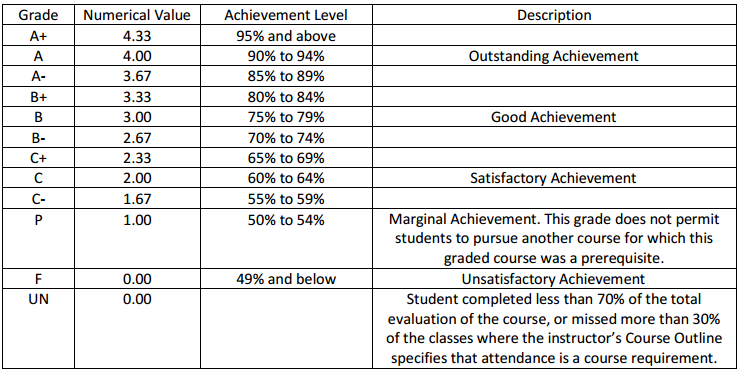 Grade Numerical Value Achievement Level Description
A+ 4.33 95% and above
A 4.00 90% to 94% Outstanding Achievement
A- 3.67 85% to 89%
B+ 3.33 80% to 84%
B 3.00 75% to 79% Good Achievement
B- 2.67 70% to 74%
C+ 2.33 65% to 69%
C 2.00 60% to 64% Satisfactory Achievement
C- 1.67 55% to 59%
P 1.00 50% to 54% Marginal Achievement. This grade does not permit
students to pursue another course for which this
graded course was a prerequisite.
F 0.00 49% and below Unsatisfactory Achievement
UN 0.00 Student completed less than 70% of the total
evaluation of the course, or missed more than 30%
of the classes where the instructor's Course Outline
specifies that attendance is a course requirement.